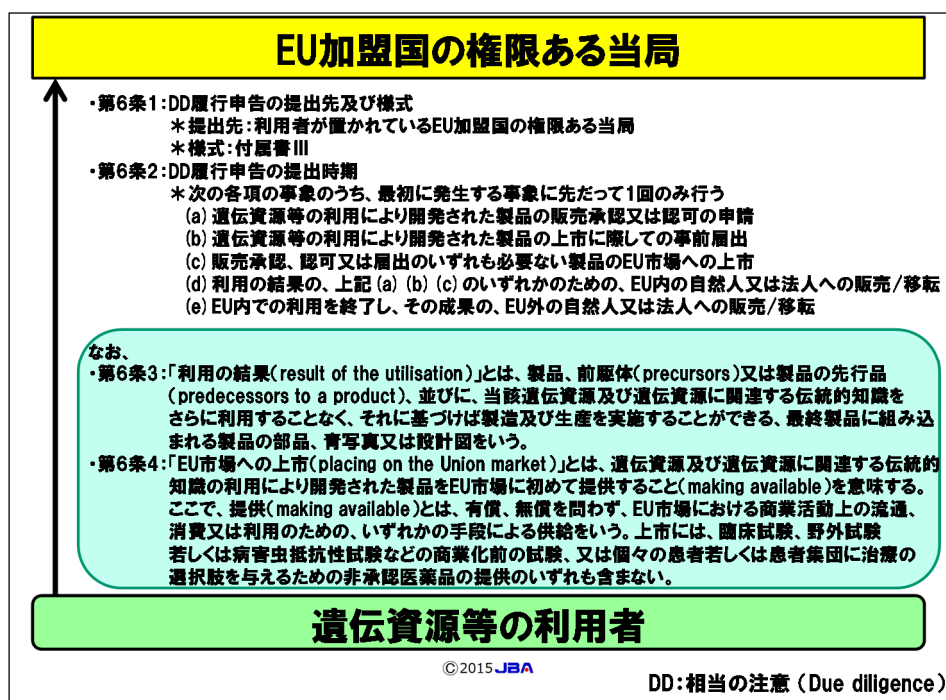 EU加盟国の権限ある当局
・第6条1:DD履行申告の提出先及び様式
＊提出先:利用者が置かれているEU加盟国の権限ある当局
＊様式:付属書Ⅲ
・第6条2:DD履行申告の提出時期
＊次の各項の事象のうち、最初に発生する事象に先だって1回のみ行う
(a)遺伝資源等の利用により開発された製品の販売承認又は認可の申請
(b)遺伝資源等の利用により開発された製品の上市に際しての事前届出
(c)販売承認、認可又は届出のいずれも必要ない製品のEU市場への上市
(d)利用の結果の、上記(a)(b)(c)のいずれかのための、EU内の自然人又は法人への販売/移転
(e)EU内での利用を終了し、その成果の、EU外の自然人又は法人への販売/移転
なお、
・第6条3:「利用の結果(result of the utilisation)」とは、製品、前駆体(precursors)又は製品の先行品
(predecessors to a product)、並びに、当該遺伝資源及び遺伝資源に関連する伝統的知識を
さらに利用することなく、それに基づけば製造及び生産を実施することができる、最終製品に組み込
まれる製品の部品、青写真又は設計図をいう。
・第6条4:「EU市場への上市(placing on the Union market)」とは、遺伝資源及び遺伝資源に関連する伝統的
知識の利用により開発された製品をEU市場に初めて提供すること(making available)を意味する。
ここで、提供(making available)とは、有償、無償を問わず、EU市場における商業活動上の流通、
消費又は利用のための、いずれかの手段による供給をいう。上市には、臨床試験、野外試験
若しくは病害虫抵抗性試験などの商業化前の試験、又は個々の患者若しくは患者集団に治療の
選択肢を与えるための非承認医薬品の提供のいずれも含まない。
遺伝資源等の利用者
©2015 JBA
DD:相当の注意(Due diligence)